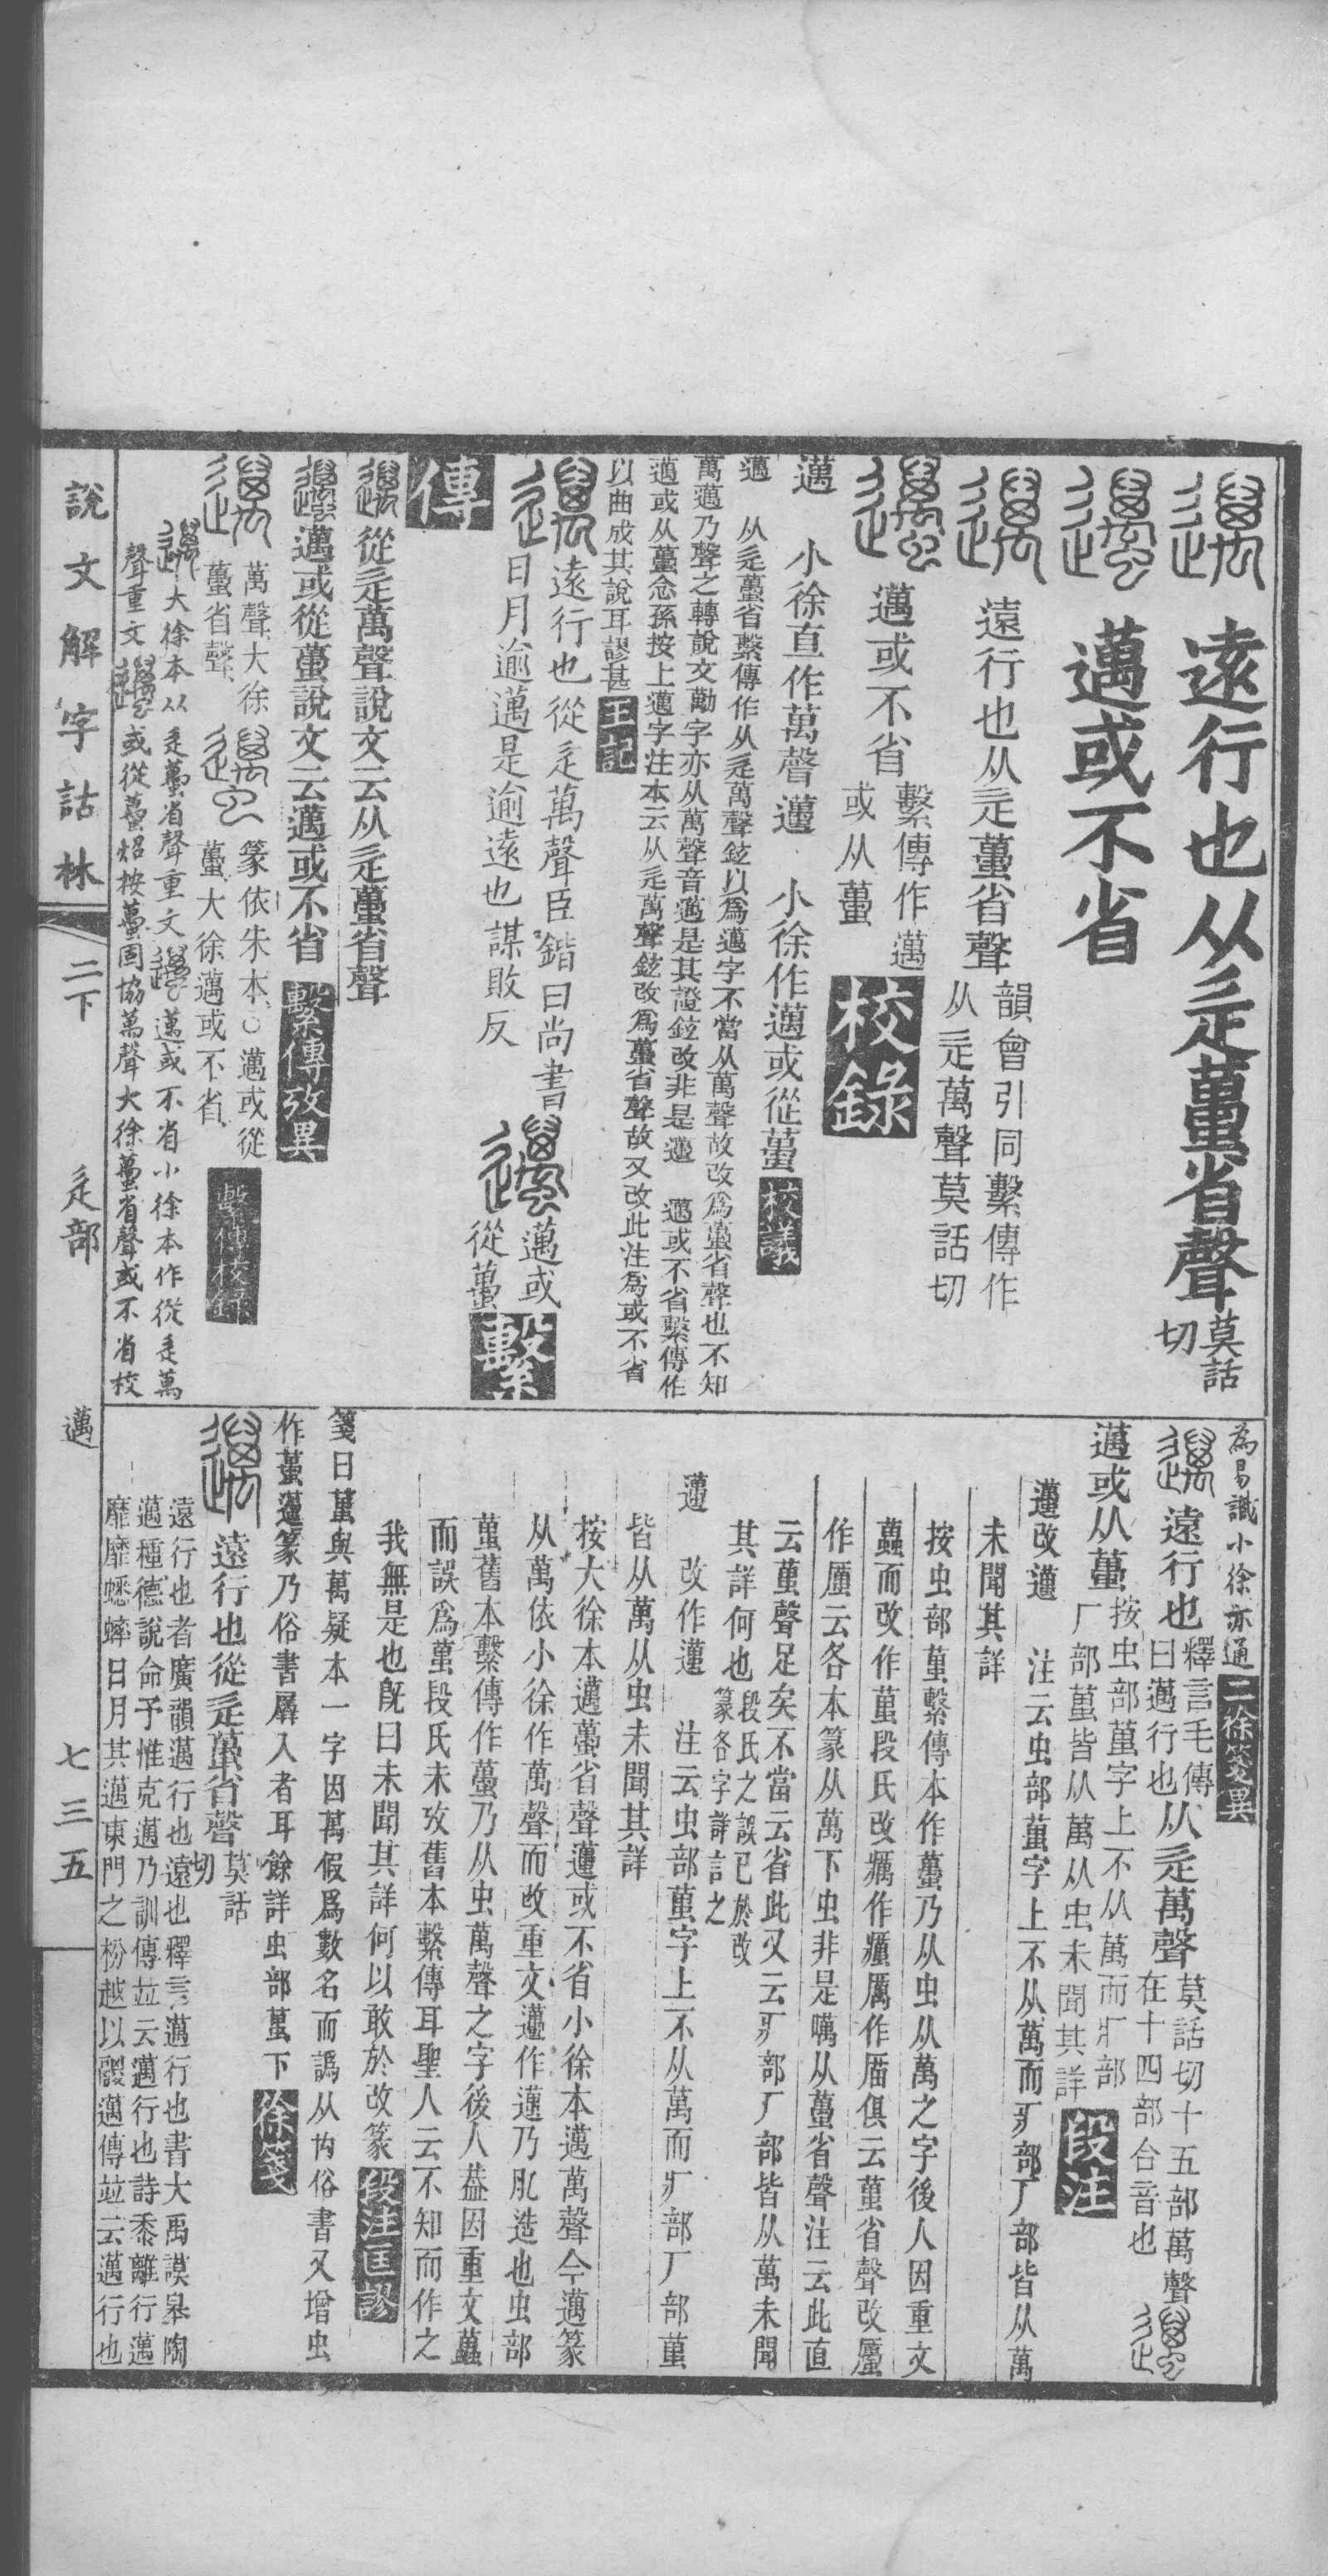 遠行也从辵蠆省聲莫話切
邁或不省
遠行也从辵蠆省聲韻會引同繫傳作从辵萬聲莫話切
邁或不省繫傳作邁或从蠆
校錄
邁 小徐直作萬聲 小徐作邁或從蠆
校議
邁 从辵蠆省繫傳作从辵萬聲鉉以爲邁字不當从萬聲故改爲蠆省聲也不知
萬邁乃聲之轉說文勱字亦从萬聲音邁是其證鉉改非是 邁或不省繫傳作
邁或从蠆念孫按上邁字注本云从辵萬聲鉉改爲蠆省聲故又改此注爲或不省
以曲成其說耳謬甚
王記
遠行也從辵萬聲臣鍇曰尚書
日月逾邁是逾遠也謀敗反
邁或從蠆
繫傳
從辵萬聲說文云从辵蠆省聲
邁或從蠆說文云邁或不省
繫傳攷異
萬聲大徐蠆省聲
篆依朱本○邁或從蠆大徐邁或不省
繫傳校錄
大徐本从辵蠆省聲重文 邁或不省小徐本作從辵萬
聲重文 或從蠆炤按蠆固協萬聲大徐蠆省聲或不省校
爲易識小徐亦通
二徐箋異
遠行也釋言毛傳曰邁行也从辵萬聲莫話切十五部萬聲在十四部合音也
邁或从蠆按虫部蠆字上不从萬而疒部厂部蠆皆从萬从虫未聞其詳
段注
邁改邁 注云虫部蠆字上不从萬而疒部厂部皆从萬
未聞其詳
按虫部蠆繫傳本作蠆乃从虫从萬之字後人因重文
蠆而改作蠆段氏改癘作癘厲作厲俱云蠆省聲改厲
作厲云各本篆从萬下虫非是噧从蠆省聲注云此直
云蠆聲足矣不當云省此又云疒部厂部皆从萬未聞
其詳何也段氏之誤已於改篆各字詳言之
邁 改作邁 注云虫部蠆字上不从萬而疒部厂部蠆
皆从萬从虫未聞其詳
按大徐本邁蠆省聲邁或不省小徐本邁萬聲今邁篆
从萬依小徐作萬聲而改重文邁作邁乃肊造也虫部
蠆舊本繫傳作蠆乃从虫萬聲之字後人葢因重文蠆
而誤爲蠆段氏未攷舊本繫傳耳聖人云不知而作之
我無是也旣曰未聞其詳何以敢於改篆
段注匡謬
箋曰蠆與萬疑本一字因萬假爲數名而譌从禸俗書又增虫
作蠆邁篆乃俗書羼入者耳餘詳虫部蠆下
徐箋
遠行也從辵蠆省聲莫話切
遠行也者廣韻邁行也遠也釋言邁行也書大禹謨皋陶
邁種德說命予惟克邁乃訓傳竝云邁行也詩黍離行邁
靡靡蟋蟀日月其邁東門之枌越以鬷邁傳竝云邁行也
說文解字詁林
二下
辵部
邁
七三五